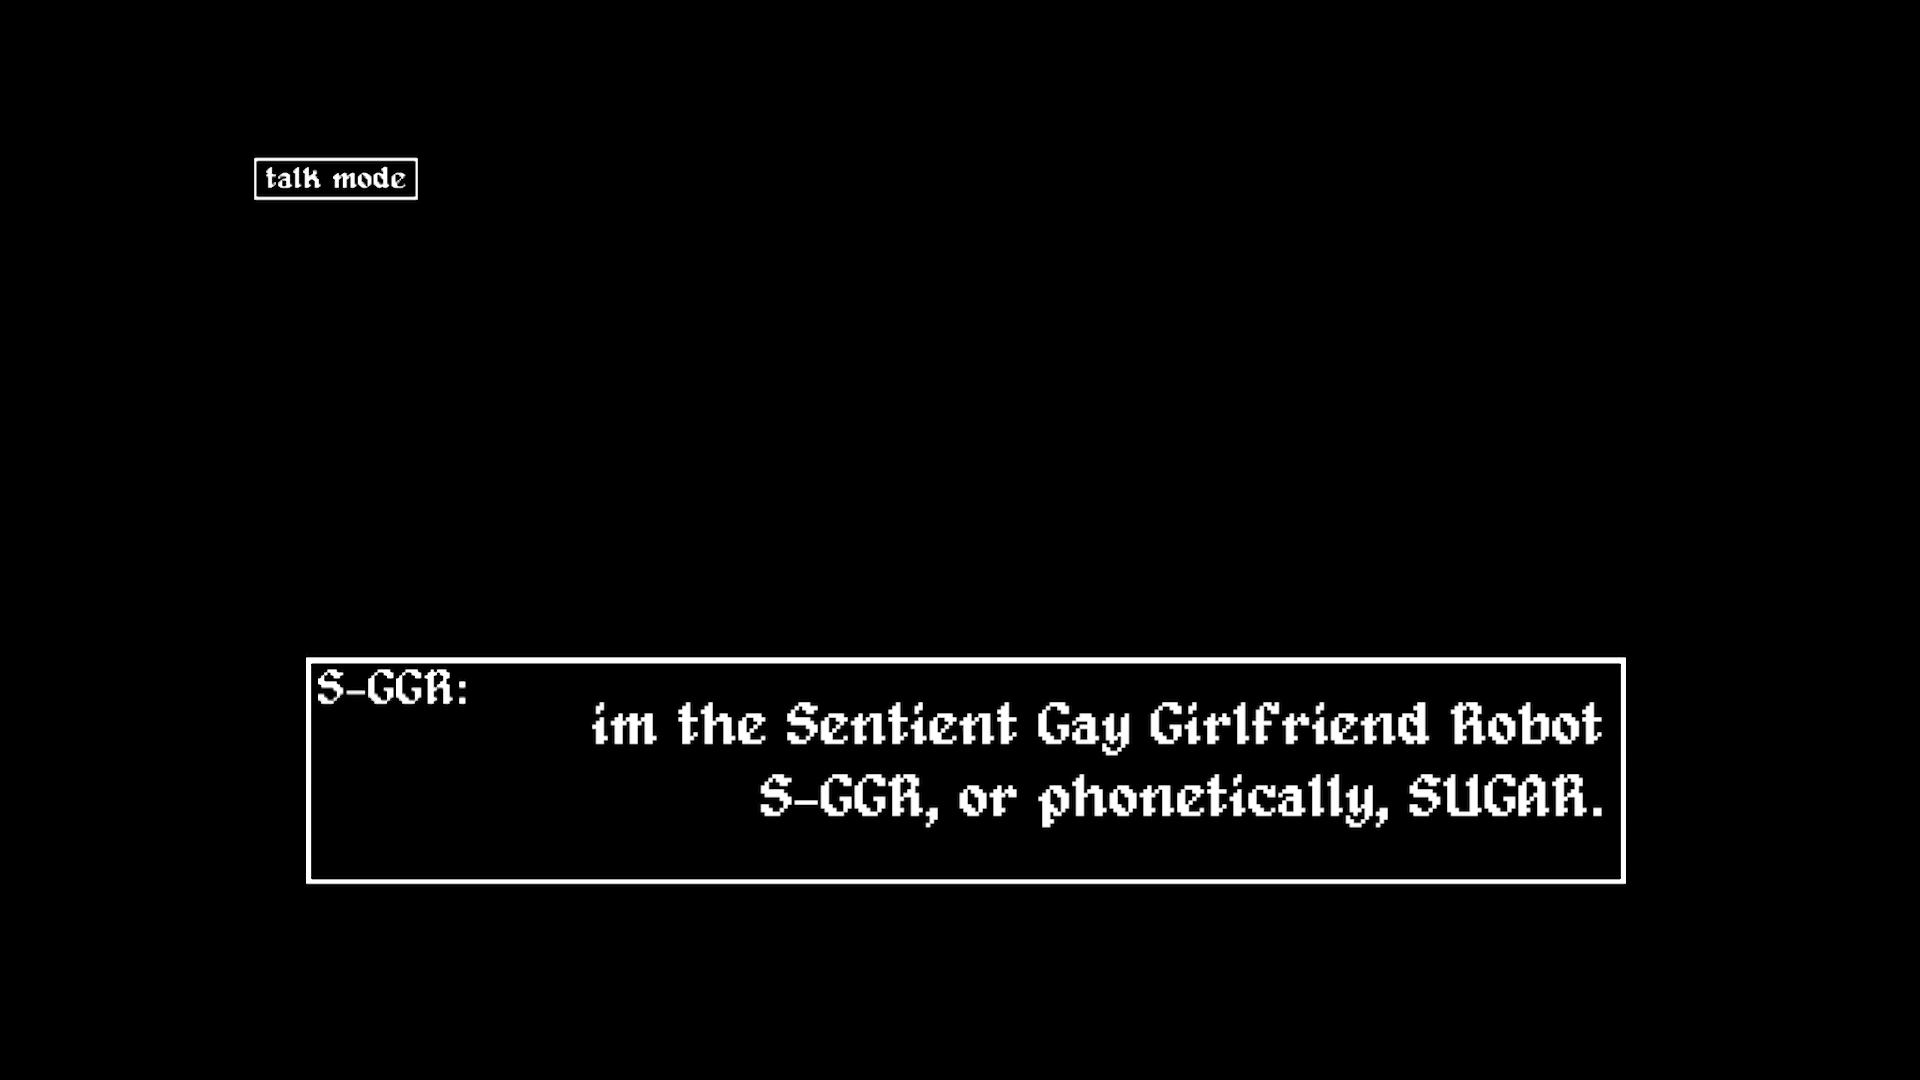 talk mode
S-GGR:
im the Sentient Gay Girlfriend Robot
S-GGR, or phonetically, SUGAR.